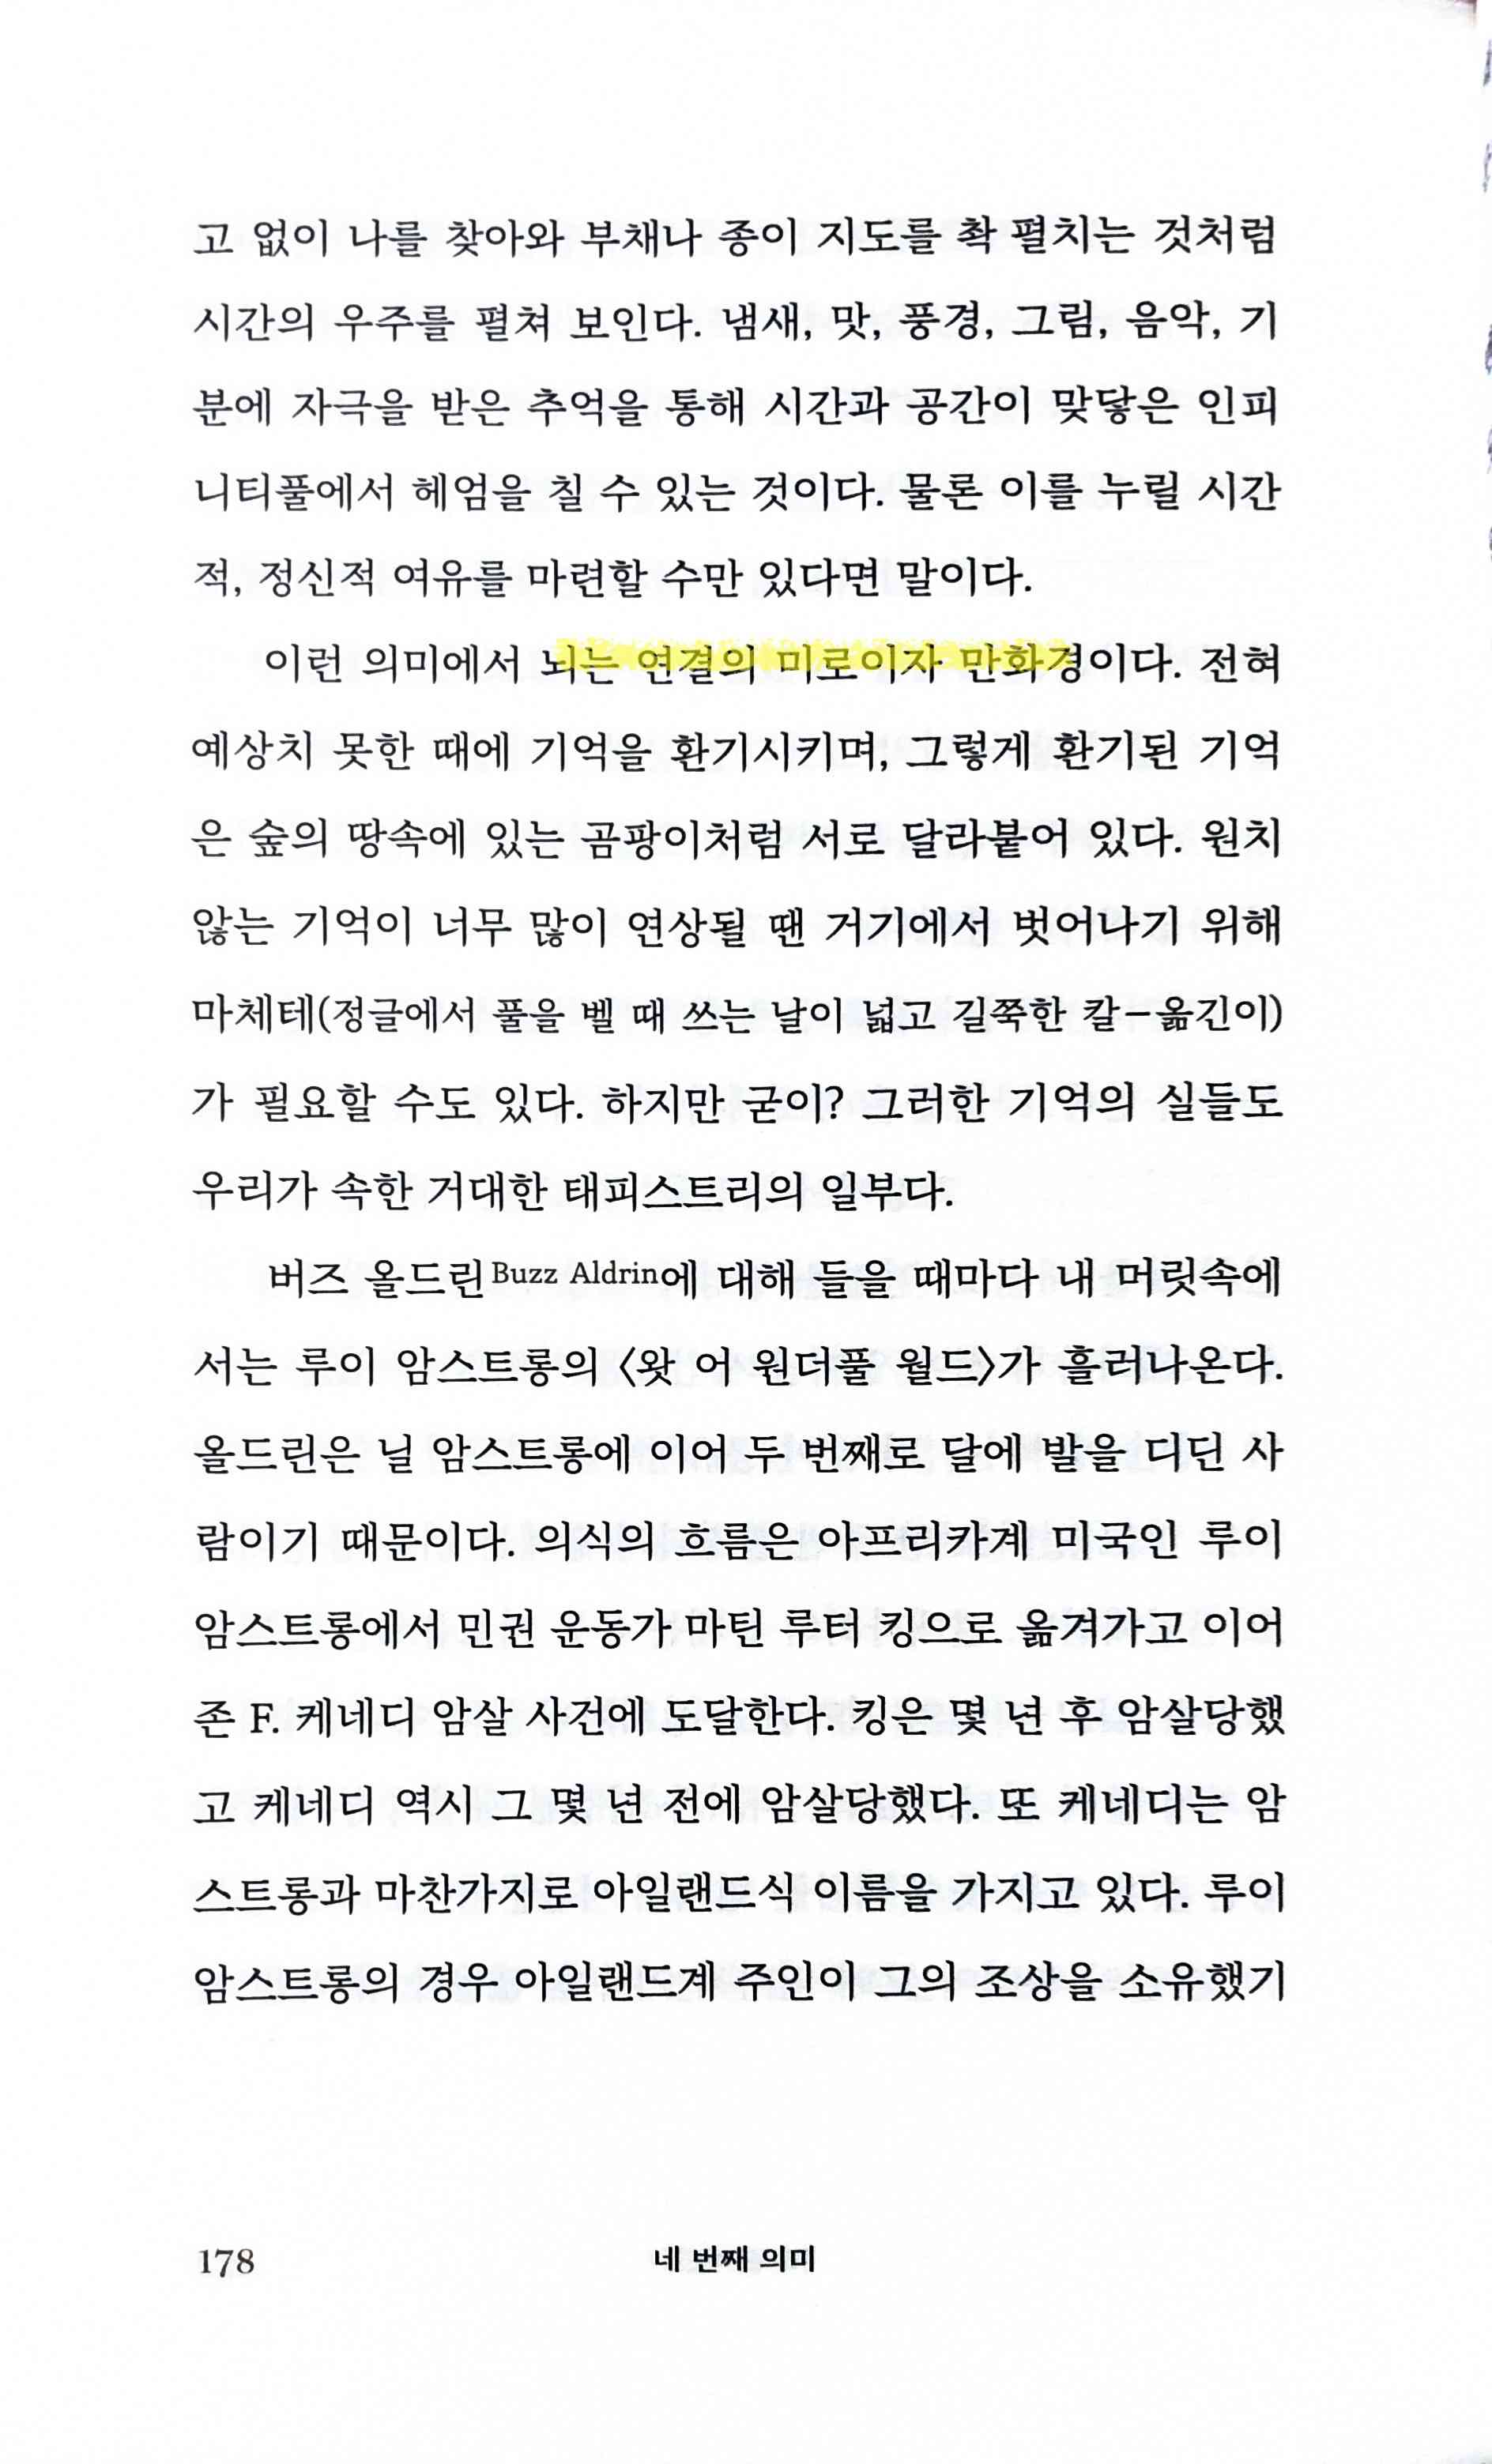 고 없이 나를 찾아와 부채나 종이 지도를 촥 펼치는 것처럼
시간의 우주를 펼쳐 보인다. 냄새, 맛, 풍경, 그림, 음악, 기
분에 자극을 받은 추억을 통해 시간과 공간이 맞닿은 인피
니티풀에서 헤엄을 칠 수 있는 것이다. 물론 이를 누릴 시간
적, 정신적 여유를 마련할 수만 있다면 말이다.
이런 의미에서 뇌는 연결의 미로이자 만화경이다. 전혀
예상치 못한 때에 기억을 환기시키며, 그렇게 환기된 기억
은 숲의 땅속에 있는 곰팡이처럼 서로 달라붙어 있다. 원치
않는 기억이 너무 많이 연상될 땐 거기에서 벗어나기 위해
마체테(정글에서 풀을 벨 때 쓰는 날이 넓고 길쭉한 칼–옮긴이)
가 필요할 수도 있다. 하지만 굳이? 그러한 기억의 실들도
우리가 속한 거대한 태피스트리의 일부다.
버즈 올드린Buzz Aldrin에 대해 들을 때마다 내 머릿속에
서는 루이 암스트롱의 〈왓 어 원더풀 월드〉가 흘러나온다.
올드린은 닐 암스트롱에 이어 두 번째로 달에 발을 디딘 사
람이기 때문이다. 의식의 흐름은 아프리카계 미국인 루이
암스트롱에서 민권 운동가 마틴 루터 킹으로 옮겨가고 이어
존 F. 케네디 암살 사건에 도달한다. 킹은 몇 년 후 암살당했
고 케네디 역시 그 몇 년 전에 암살당했다. 또 케네디는 암
스트롱과 마찬가지로 아일랜드식 이름을 가지고 있다. 루이
암스트롱의 경우 아일랜드계 주인이 그의 조상을 소유했기
178 네 번째 의미